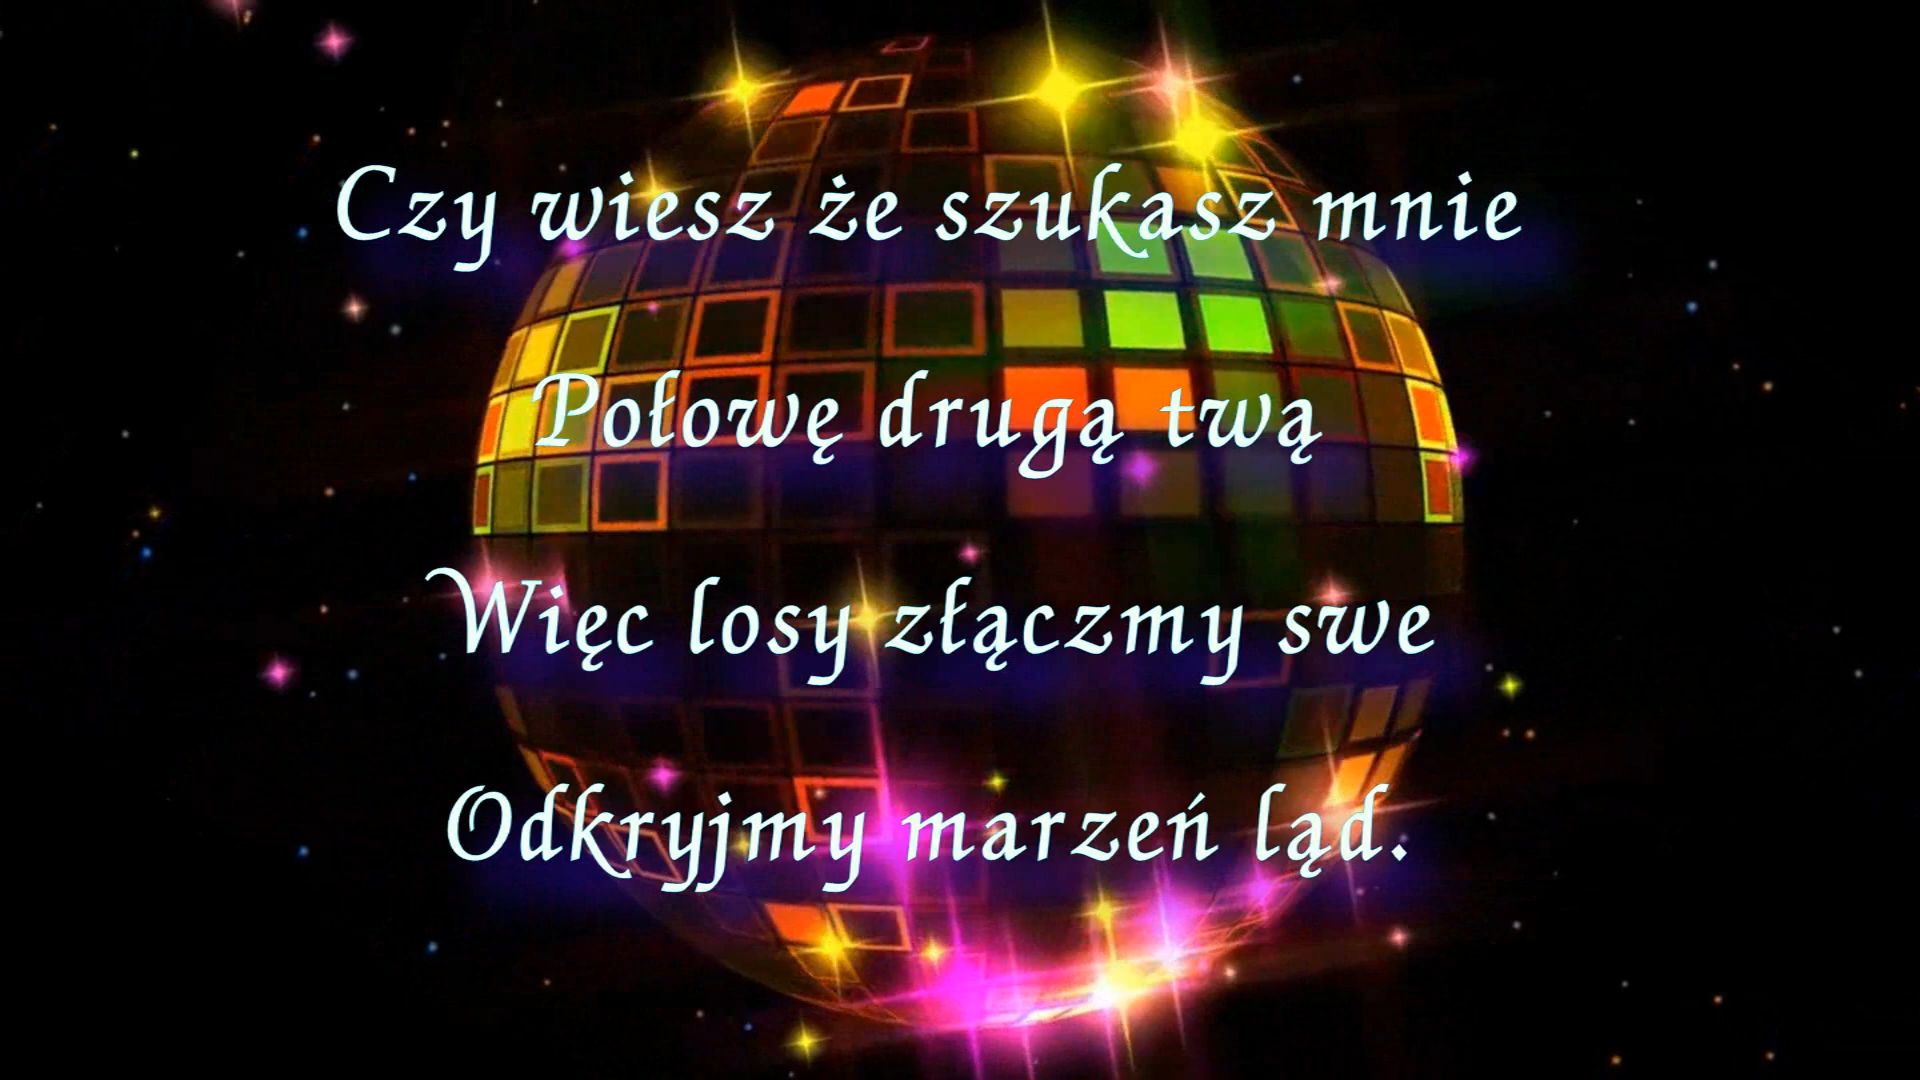 Czy wiesz że szukasz mnie
Połowę drugą twą
Więc losy złączmy swe
Odkryjmy marzeń ląd.